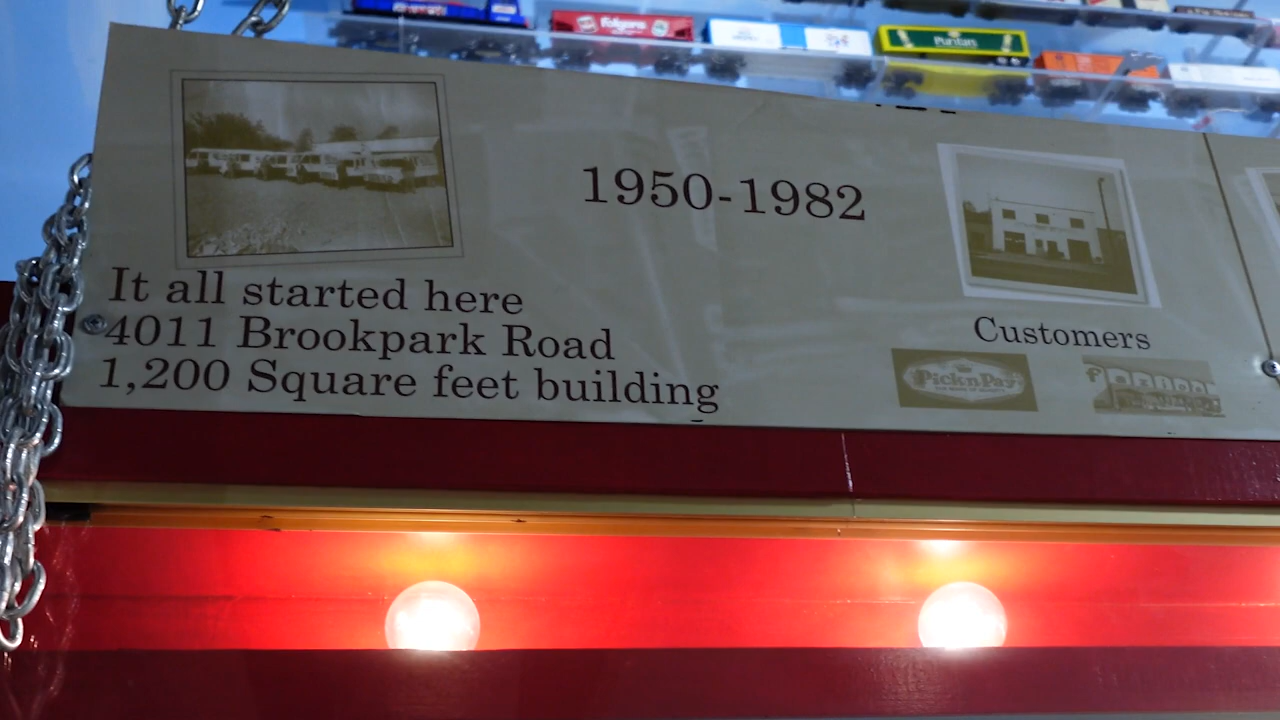 Folgers
Puritan
1950-1982
It all started here
4011 Brookpark Road
1,200 Square feet building
Customers
Pick-n-Pay